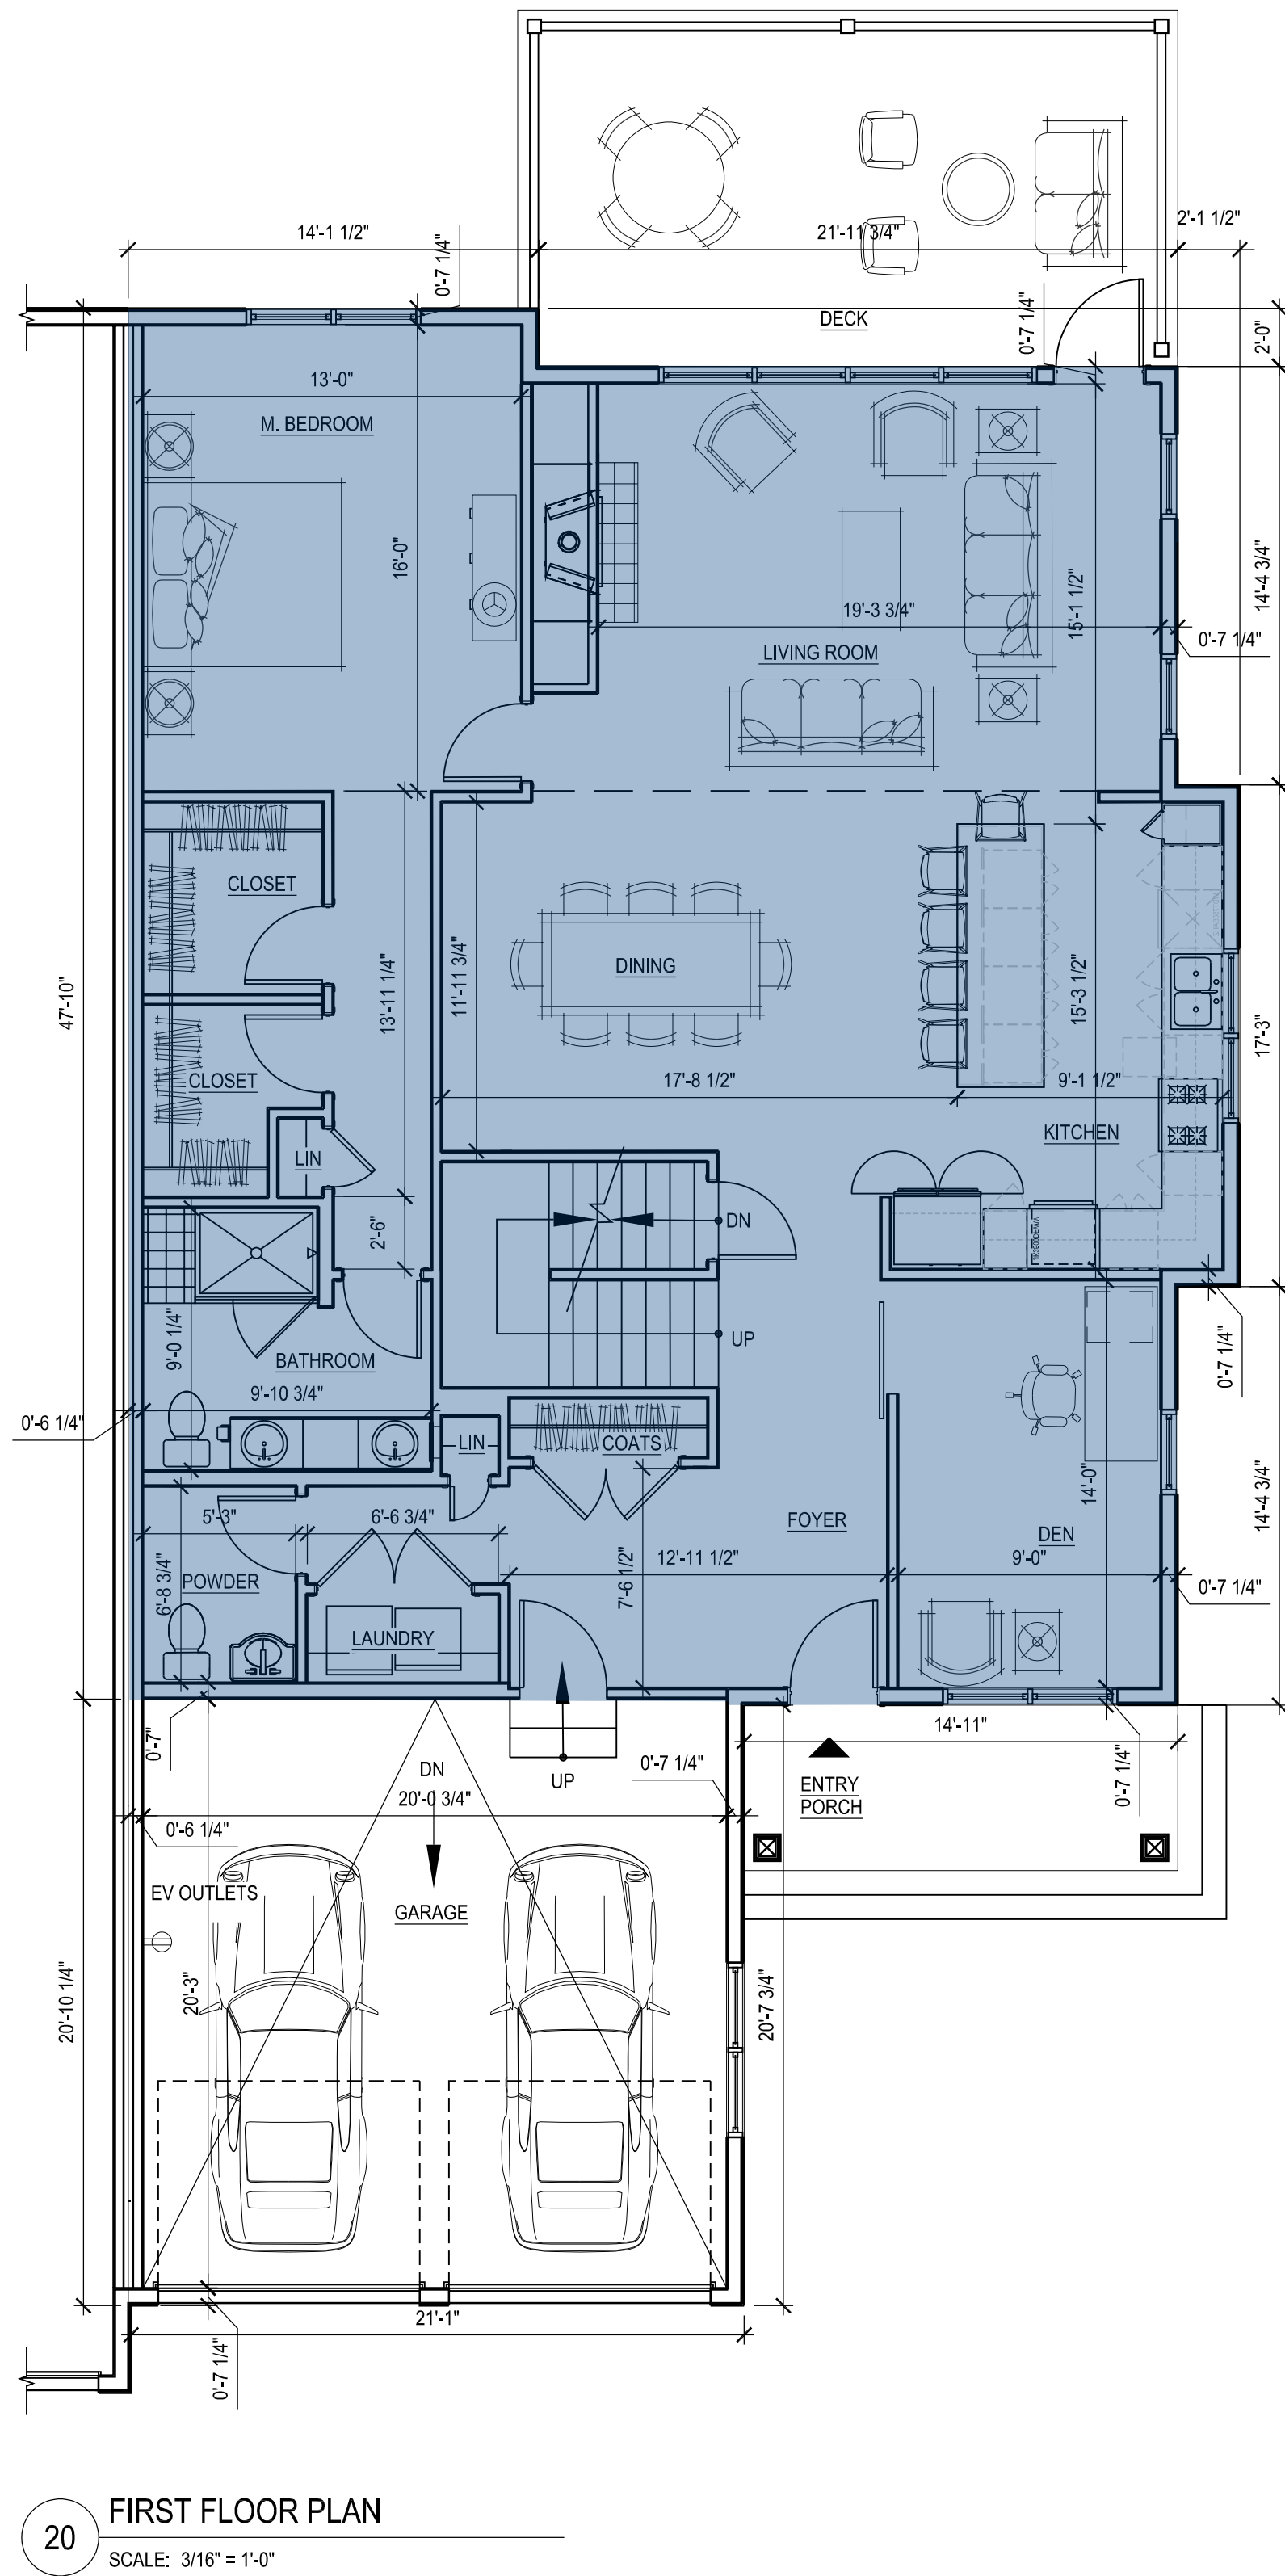 14'-1 1/2"
0'-7 1/4"
21'-11 3/4"
2'-1 1/2"
DECK
0'-7 1/4"
2'-0"
13'-0"
M. BEDROOM
16'-0"
19'-3 3/4"
15'-1 1/2"
14'-4 3/4"
0'-7 1/4"
LIVING ROOM
CLOSET
47'-10"
13'-11 1/4"
11'-11 3/4"
DINING
15'-3 1/2"
17'-3"
CLOSET
17'-8 1/2"
9'-1 1/2"
KITCHEN
LIN
2'-6"
DN
9'-0 1/4"
BATHROOM
UP
0'-7 1/4"
9'-10 3/4"
0'-6 1/4"
LIN
COATS
14'-0"
14'-4 3/4"
5'-3"
6'-6 3/4"
FOYER
DEN
12'-11 1/2"
9'-0"
6'-8 3/4"
POWDER
7'-6 1/2"
0'-7 1/4"
LAUNDRY
0'-7"
14'-11"
DN
UP
0'-7 1/4"
ENTRY
PORCH
0'-7 1/4"
20'-0 3/4"
0'-6 1/4"
EV OUTLETS
GARAGE
20'-10 1/4"
20'-3"
20'-7 3/4"
21'-1"
0'-7 1/4"
20
FIRST FLOOR PLAN
SCALE: 3/16" = 1'-0"